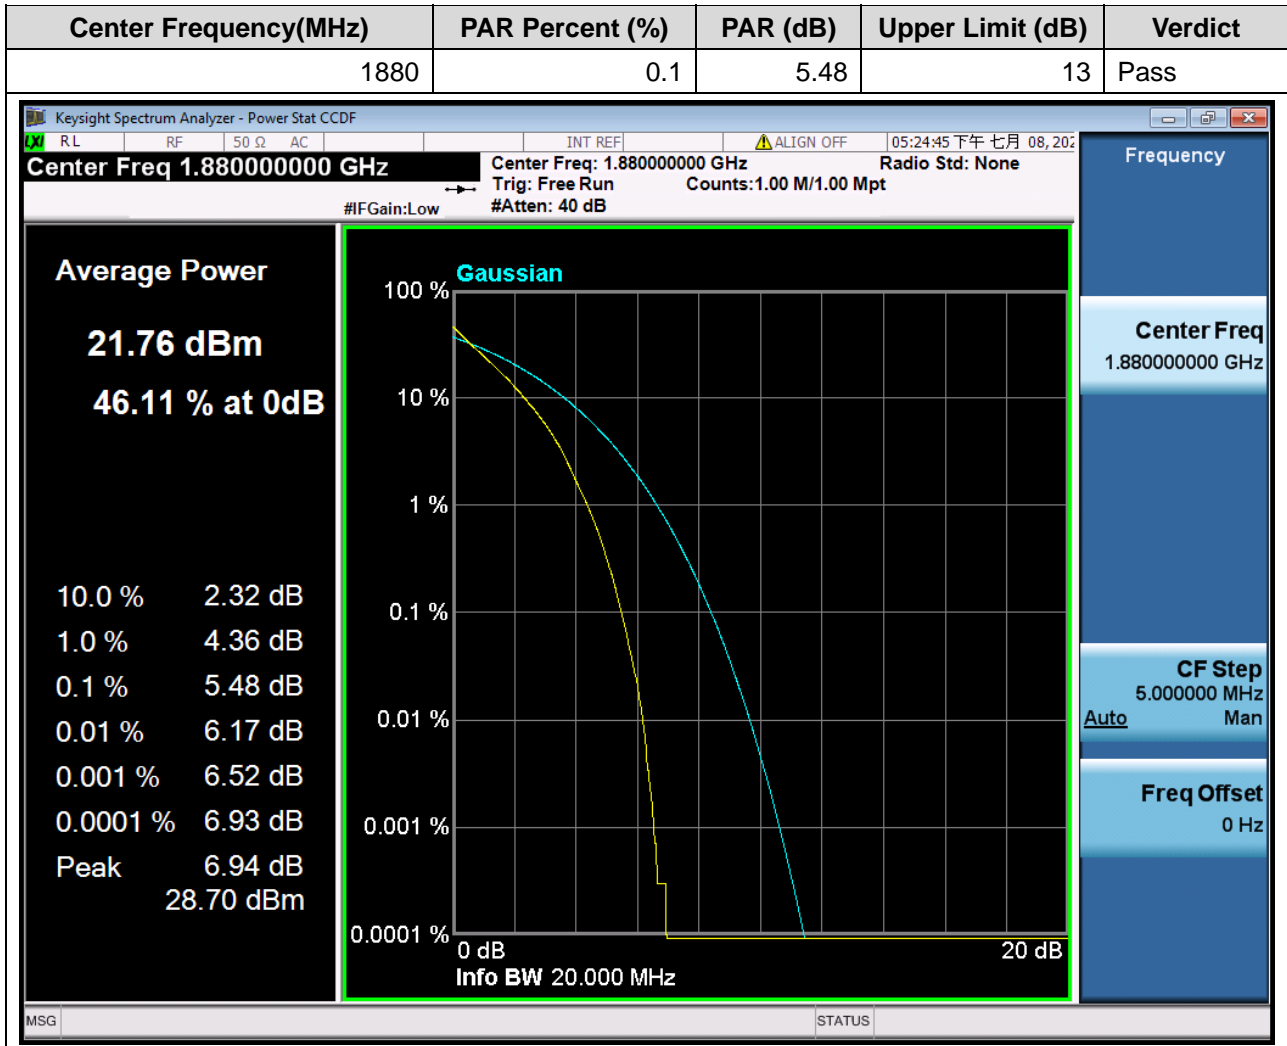 Center Frequency(MHz) PAR Percent (%) PAR (dB) Upper Limit (dB) Verdict
1880 0.1 5.48 13 Pass
Keysight Spectrum Analyzer - Power Stat CCDF
LXI RL RF 50 Ω AC INT REF ALIGN OFF 05:24:45 下午 七月 08, 202
Center Freq 1.880000000 GHz
Center Freq: 1.880000000 GHz Radio Std: None
Trig: Free Run Counts:1.00 M/1.00 Mpt
#IFGain:Low #Atten: 40 dB
Frequency
Average Power
21.76 dBm
46.11 % at 0dB
10.0 % 2.32 dB
1.0 % 4.36 dB
0.1 % 5.48 dB
0.01 % 6.17 dB
0.001 % 6.52 dB
0.0001 % 6.93 dB
Peak 6.94 dB
28.70 dBm
Gaussian
100 %
10 %
1 %
0.1 %
0.01 %
0.001 %
0.0001 %
0 dB 20 dB
Info BW 20.000 MHz
Center Freq
1.880000000 GHz
CF Step
5.000000 MHz
Auto Man
Freq Offset
0 Hz
MSG STATUS